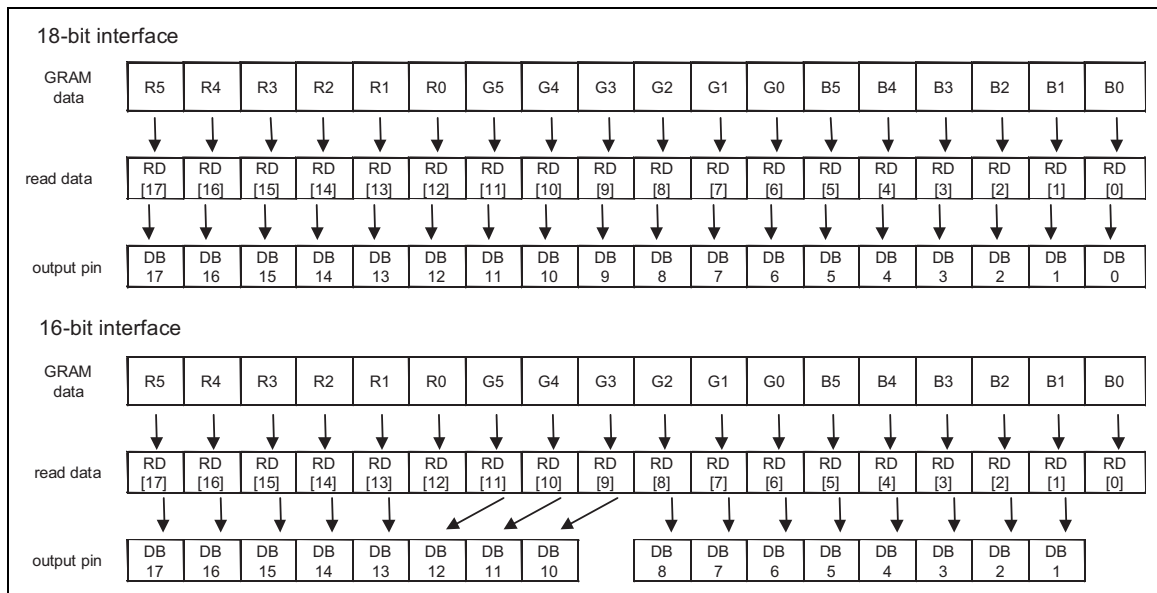 18-bit interface
GRAM data R5 R4 R3 R2 R1 R0 G5 G4 G3 G2 G1 G0 B5 B4 B3 B2 B1 B0
read data RD [17] RD [16] RD [15] RD [14] RD [13] RD [12] RD [11] RD [10] RD [9] RD [8] RD [7] RD [6] RD [5] RD [4] RD [3] RD [2] RD [1] RD [0]
output pin DB 17 DB 16 DB 15 DB 14 DB 13 DB 12 DB 11 DB 10 DB 9 DB 8 DB 7 DB 6 DB 5 DB 4 DB 3 DB 2 DB 1 DB 0
16-bit interface
GRAM data R5 R4 R3 R2 R1 R0 G5 G4 G3 G2 G1 G0 B5 B4 B3 B2 B1 B0
read data RD [17] RD [16] RD [15] RD [14] RD [13] RD [12] RD [11] RD [10] RD [9] RD [8] RD [7] RD [6] RD [5] RD [4] RD [3] RD [2] RD [1] RD [0]
output pin DB 17 DB 16 DB 15 DB 14 DB 13 DB 12 DB 11 DB 10 DB 8 DB 7 DB 6 DB 5 DB 4 DB 3 DB 2 DB 1